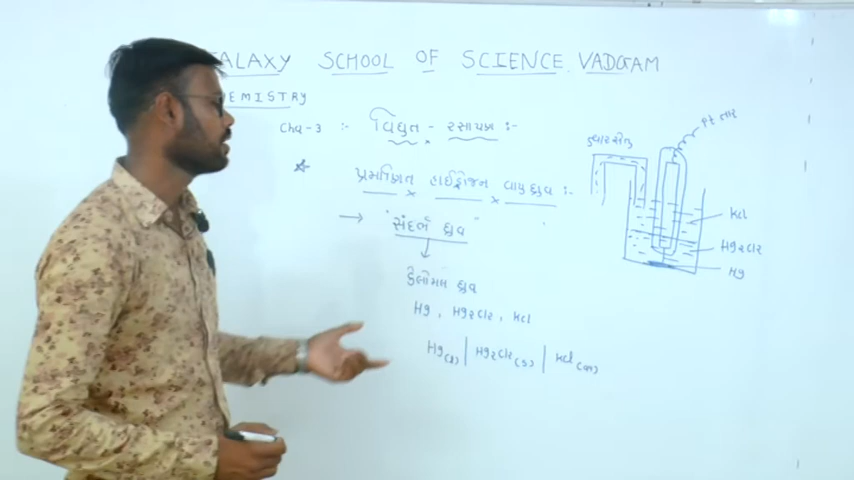 GALAXY SCHOOL OF SCIENCE VADGAM
CHEMISTRY
Cha-3 :- વિદ્યુત - રસાયણ :-
પ્રમાણિત હાઈડ્રોજન વાયુ ધ્રુવ :-
→ "સંદર્ભ ધ્રુવ"
કેલોમલ ધ્રુવ
Hg, Hg₂Cl₂, KCl
Hg(l) | Hg₂Cl₂(s) | KCl
ક્ષારસેતુ
Pt તાર
KCl
Hg₂Cl₂
Hg